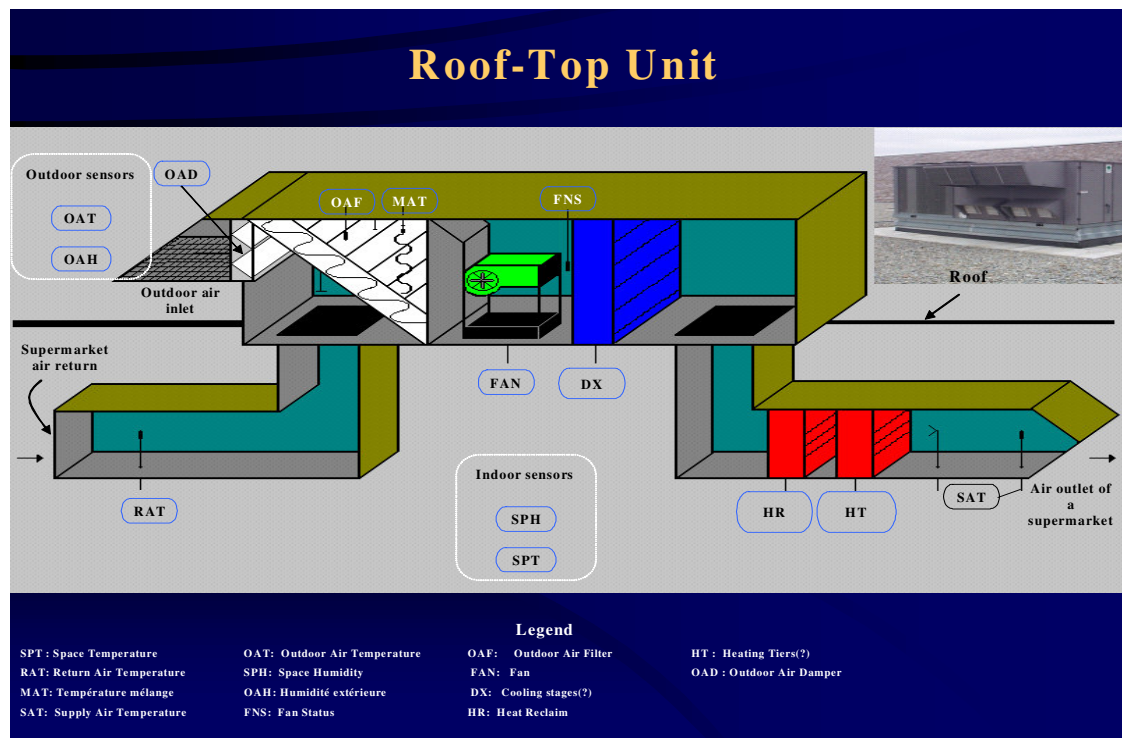 Roof-Top Unit
Outdoor sensors
OAT
OAH
OAD
OAF
MAT
FNS
Outdoor air
inlet
Roof
Supermarket
air return
FAN
DX
RAT
Indoor sensors
SPH
SPT
HR
HT
SAT
Air outlet of
a
supermarket
Legend
SPT : Space Temperature
RAT: Return Air Temperature
MAT: Température mélange
SAT: Supply Air Temperature
OAT: Outdoor Air Temperature
SPH: Space Humidity
OAH: Humidité extérieure
FNS: Fan Status
OAF: Outdoor Air Filter
FAN: Fan
DX: Cooling stages(?)
HR: Heat Reclaim
HT : Heating Tiers(?)
OAD : Outdoor Air Damper